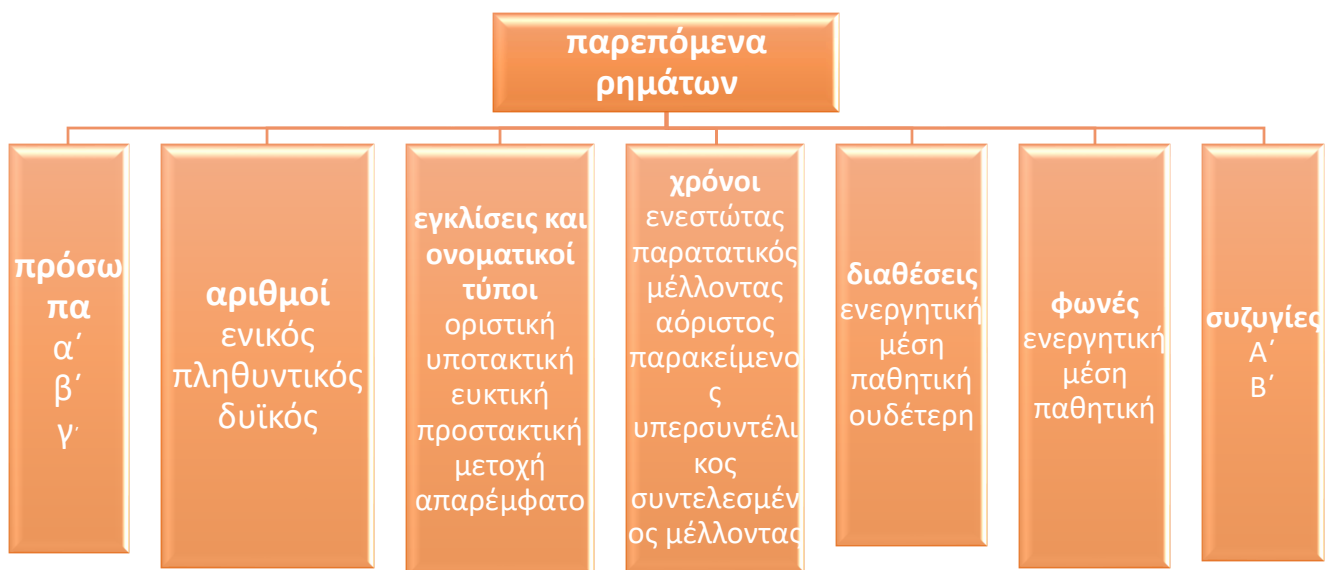 παρεπόμενα
ρημάτων
πρόσω
πα
α΄
β΄
γ΄
αριθμοί
ενικός
πληθυντικός
δυϊκός
εγκλίσεις και
ονοματικοί
τύποι
οριστική
υποτακτική
ευκτική
προστακτική
μετοχή
απαρέμφατο
χρόνοι
ενεστώτας
παρατατικός
μέλλοντας
αόριστος
παρακείμενο
ς
υπερσυντέλι
κος
συντελεσμέν
ος μέλλοντας
διαθέσεις
ενεργητική
μέση
παθητική
ουδέτερη
φωνές
ενεργητική
μέση
παθητική
συζυγίες
Α΄
Β΄